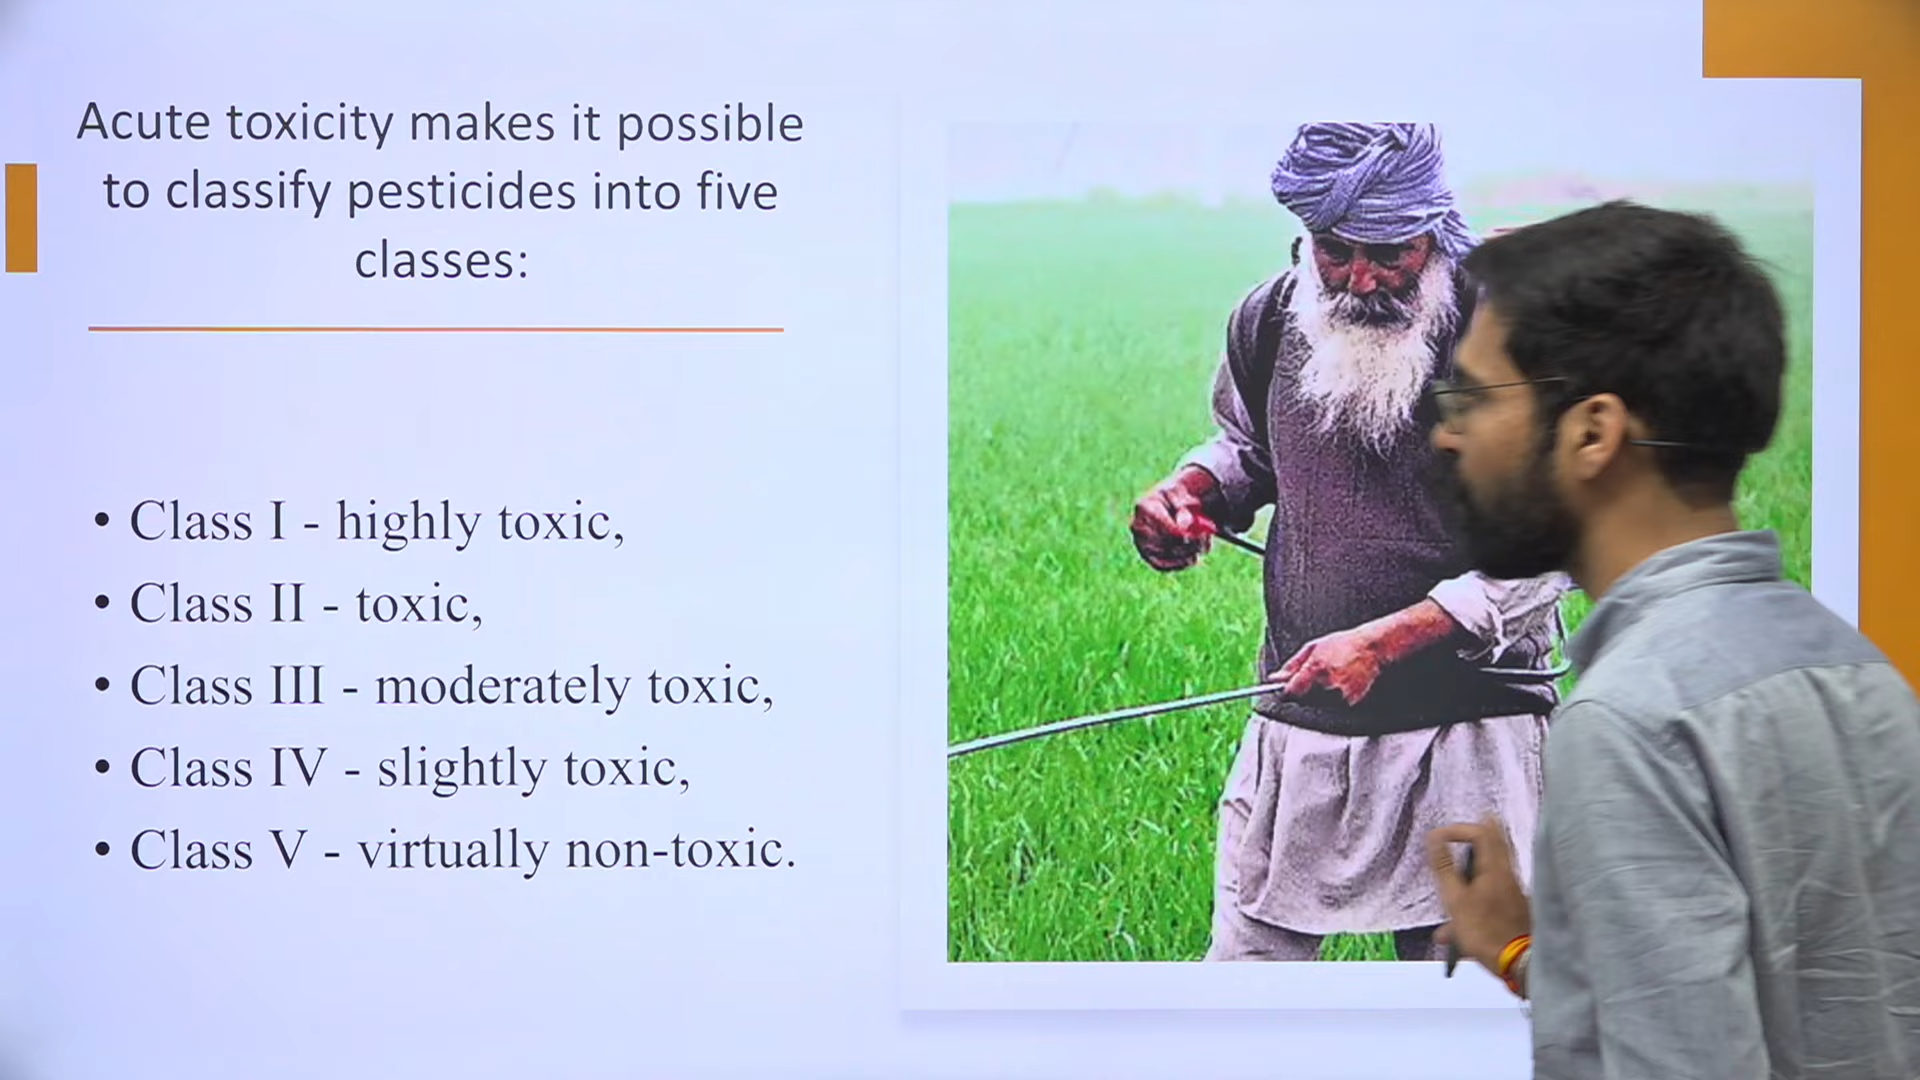 Acute toxicity makes it possible
to classify pesticides into five
classes:
• Class I - highly toxic,
• Class II - toxic,
• Class III - moderately toxic,
• Class IV - slightly toxic,
• Class V - virtually non-toxic.